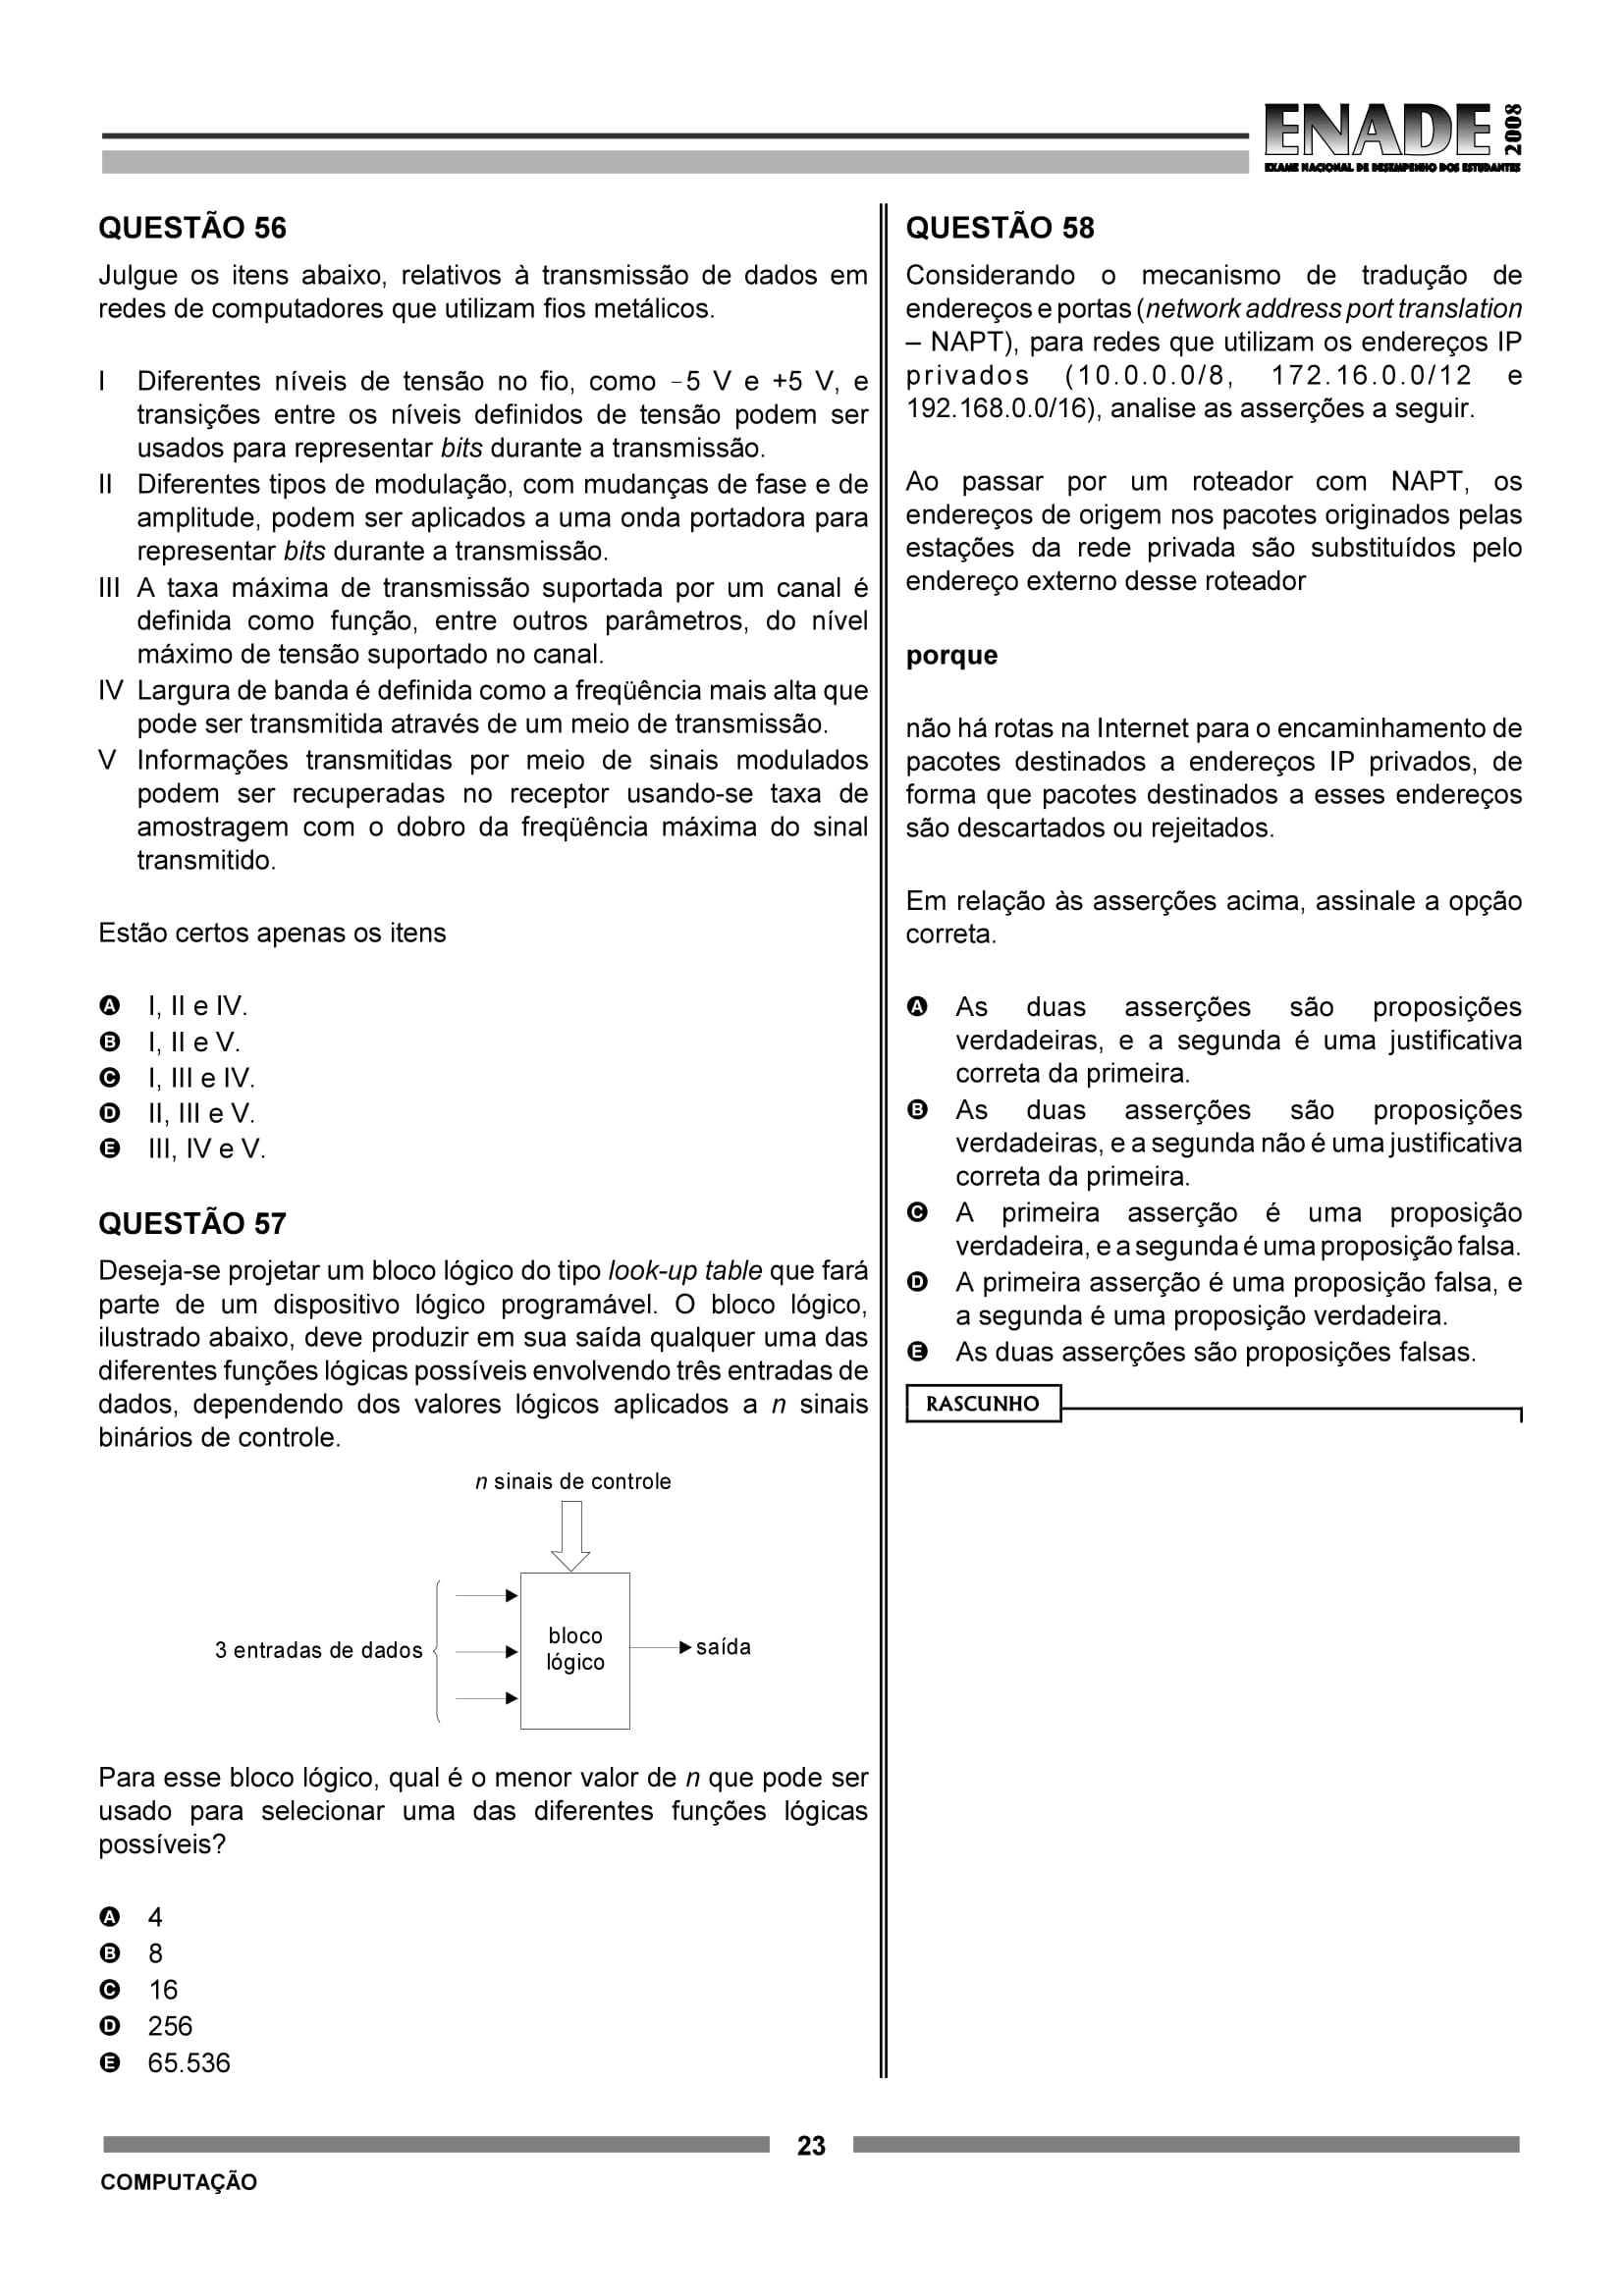 ENADE 2008
EXAME NACIONAL DE DESEMPENHO DOS ESTUDANTES
QUESTÃO 56
Julgue os itens abaixo, relativos à transmissão de dados em
redes de computadores que utilizam fios metálicos.
I Diferentes níveis de tensão no fio, como −5 V e +5 V, e
transições entre os níveis definidos de tensão podem ser
usados para representar bits durante a transmissão.
II Diferentes tipos de modulação, com mudanças de fase e de
amplitude, podem ser aplicados a uma onda portadora para
representar bits durante a transmissão.
III A taxa máxima de transmissão suportada por um canal é
definida como função, entre outros parâmetros, do nível
máximo de tensão suportado no canal.
IV Largura de banda é definida como a freqüência mais alta que
pode ser transmitida através de um meio de transmissão.
V Informações transmitidas por meio de sinais modulados
podem ser recuperadas no receptor usando-se taxa de
amostragem com o dobro da freqüência máxima do sinal
transmitido.
Estão certos apenas os itens
A I, II e IV.
B I, II e V.
C I, III e IV.
D II, III e V.
E III, IV e V.
QUESTÃO 57
Deseja-se projetar um bloco lógico do tipo look-up table que fará
parte de um dispositivo lógico programável. O bloco lógico,
ilustrado abaixo, deve produzir em sua saída qualquer uma das
diferentes funções lógicas possíveis envolvendo três entradas de
dados, dependendo dos valores lógicos aplicados a n sinais
binários de controle.
n sinais de controle
3 entradas de dados
bloco
lógico
saída
Para esse bloco lógico, qual é o menor valor de n que pode ser
usado para selecionar uma das diferentes funções lógicas
possíveis?
A 4
B 8
C 16
D 256
E 65.536
QUESTÃO 58
Considerando o mecanismo de tradução de
endereços e portas (network address port translation
– NAPT), para redes que utilizam os endereços IP
privados (10.0.0.0/8, 172.16.0.0/12 e
192.168.0.0/16), analise as asserções a seguir.
Ao passar por um roteador com NAPT, os
endereços de origem nos pacotes originados pelas
estações da rede privada são substituídos pelo
endereço externo desse roteador
porque
não há rotas na Internet para o encaminhamento de
pacotes destinados a endereços IP privados, de
forma que pacotes destinados a esses endereços
são descartados ou rejeitados.
Em relação às asserções acima, assinale a opção
correta.
A As duas asserções são proposições
verdadeiras, e a segunda é uma justificativa
correta da primeira.
B As duas asserções são proposições
verdadeiras, e a segunda não é uma justificativa
correta da primeira.
C A primeira asserção é uma proposição
verdadeira, e a segunda é uma proposição falsa.
D A primeira asserção é uma proposição falsa, e
a segunda é uma proposição verdadeira.
E As duas asserções são proposições falsas.
RASCUNHO
23
COMPUTAÇÃO